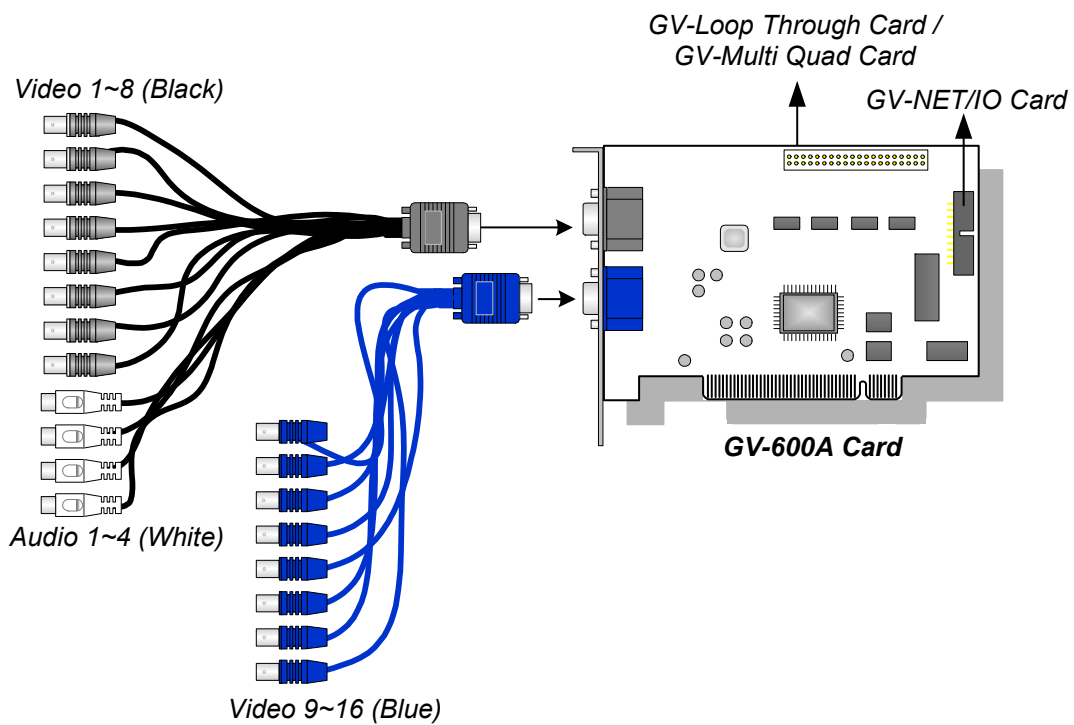 GV-Loop Through Card /
GV-Multi Quad Card
Video 1~8 (Black)
GV-NET/IO Card
GV-600A Card
Audio 1~4 (White)
Video 9~16 (Blue)